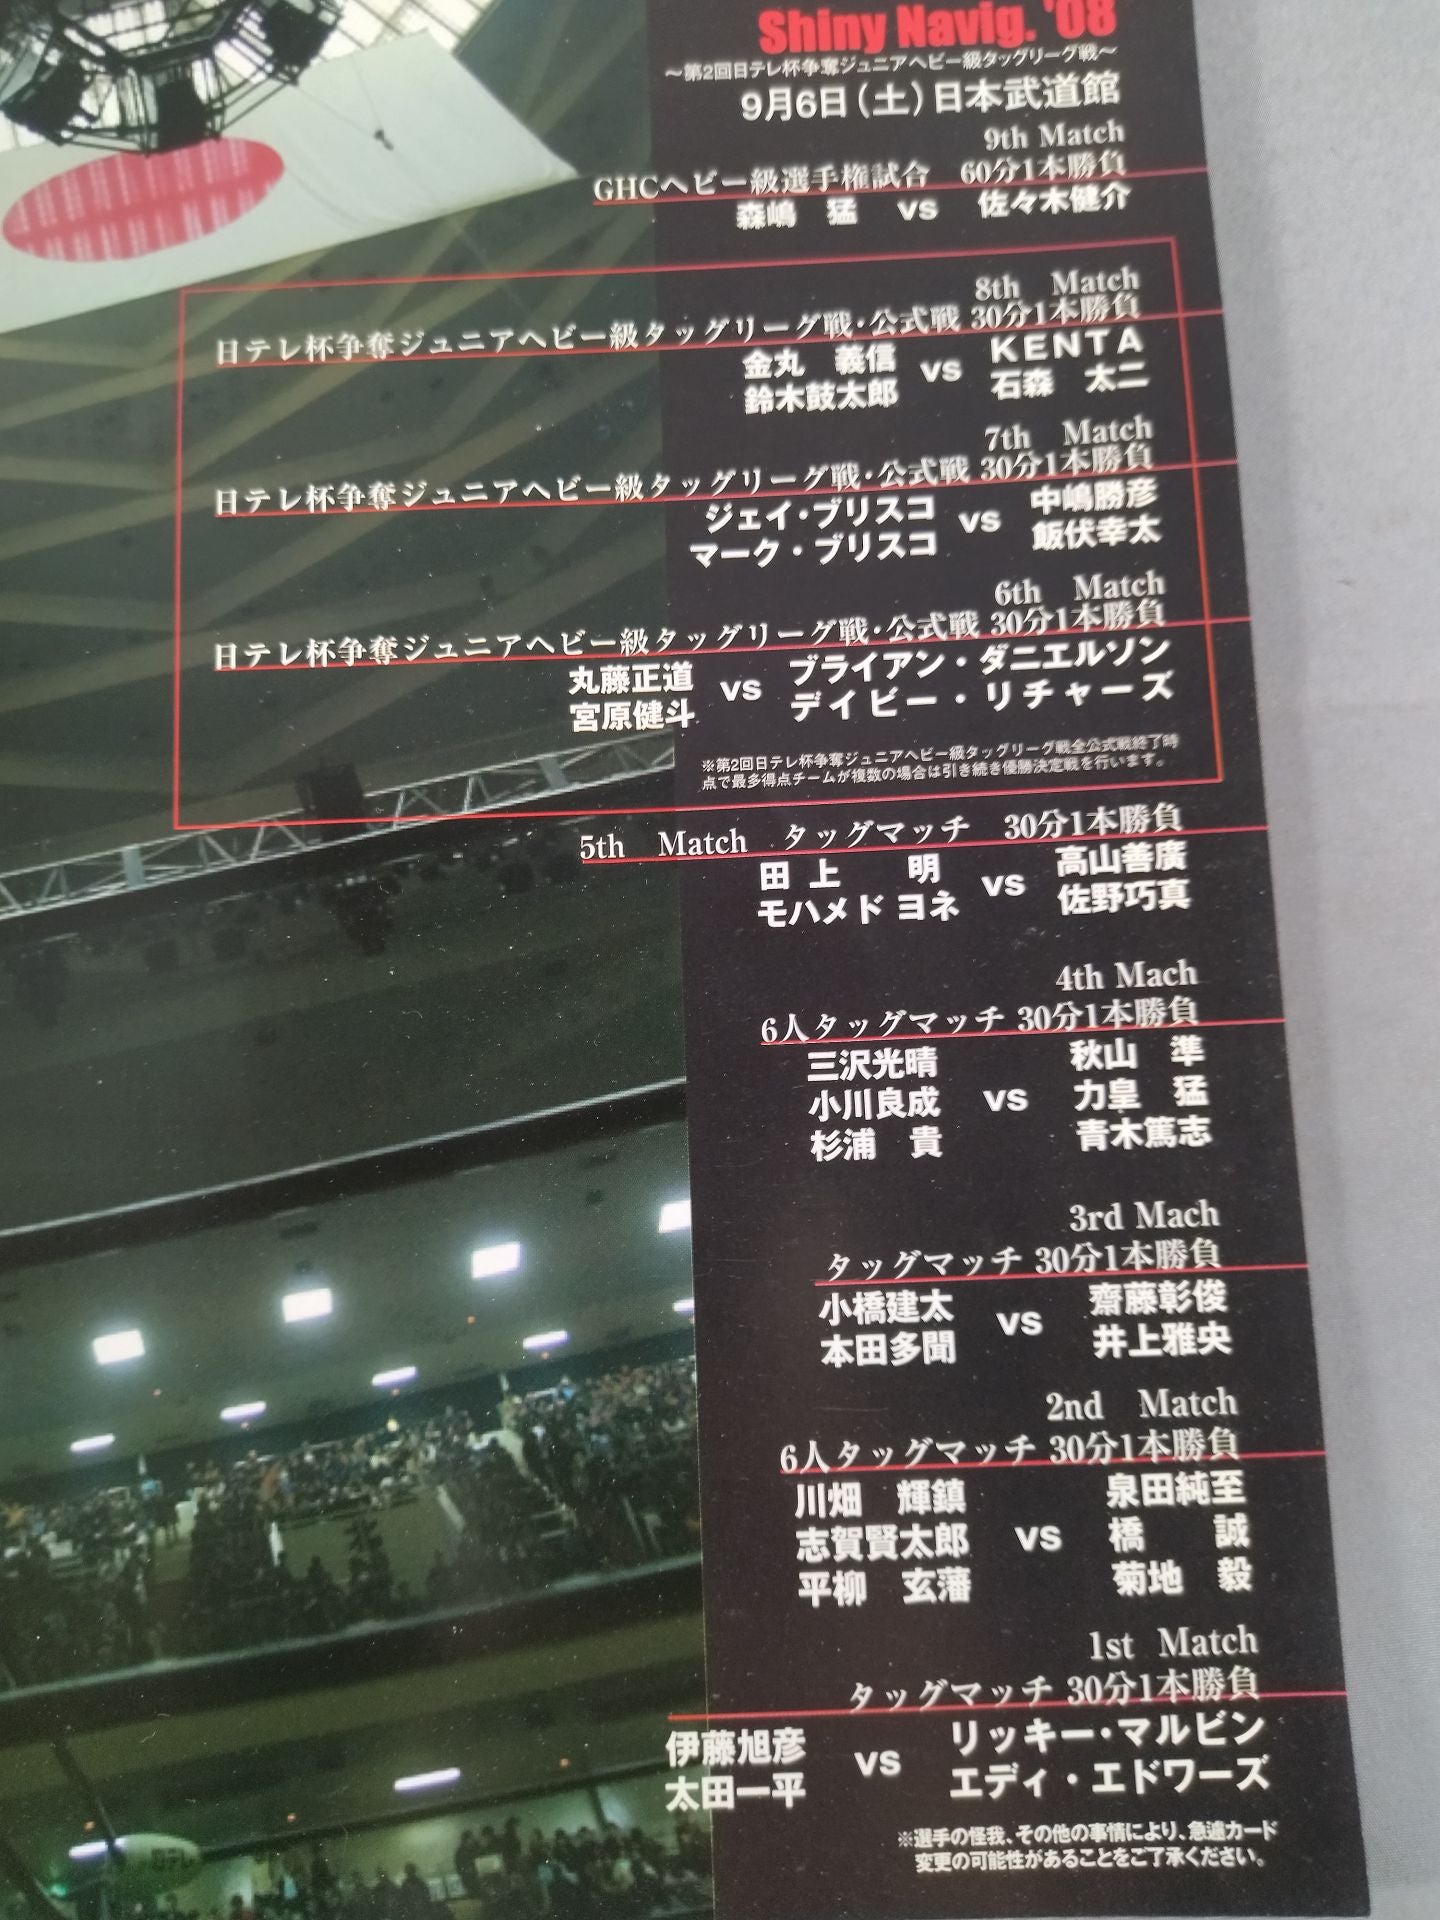 Shiny Navig. '08
～第2回日テレ杯争奪ジュニアヘビー級タッグリーグ戦～
9月6日(土)日本武道館
9th Match
GHCヘビー級選手権試合 60分1本勝負
森嶋 猛 vs 佐々木健介
8th Match
日テレ杯争奪ジュニアヘビー級タッグリーグ戦・公式戦 30分1本勝負
金丸 義信 vs KENTA
鈴木鼓太郎 石森 太二
7th Match
日テレ杯争奪ジュニアヘビー級タッグリーグ戦・公式戦 30分1本勝負
ジェイ・ブリスコ vs 中嶋勝彦
マーク・ブリスコ 飯伏幸太
6th Match
日テレ杯争奪ジュニアヘビー級タッグリーグ戦・公式戦 30分1本勝負
丸藤正道 vs ブライアン・ダニエルソン
宮原健斗 デイビー・リチャーズ
※第2回日テレ杯争奪ジュニアヘビー級タッグリーグ戦全公式戦終了時
点で最多得点チームが複数の場合は引き続き優勝決定戦を行います。
5th Match タッグマッチ 30分1本勝負
田上 明 vs 高山善廣
モハメド ヨネ 佐野巧真
4th Mach
6人タッグマッチ 30分1本勝負
三沢光晴 秋山 準
小川良成 vs 力皇 猛
杉浦 貴 青木篤志
3rd Mach
タッグマッチ 30分1本勝負
小橋建太 vs 齋藤彰俊
本田多聞 井上雅央
2nd Match
6人タッグマッチ 30分1本勝負
川畑 輝鎮 泉田純至
志賀賢太郎 vs 橋 誠
平柳 玄藩 菊地 毅
1st Match
タッグマッチ 30分1本勝負
伊藤旭彦 vs リッキー・マルビン
太田一平 エディ・エドワーズ
※選手の怪我、その他の事情により、急遽カード
変更の可能性があることをご了承ください。
日テレ